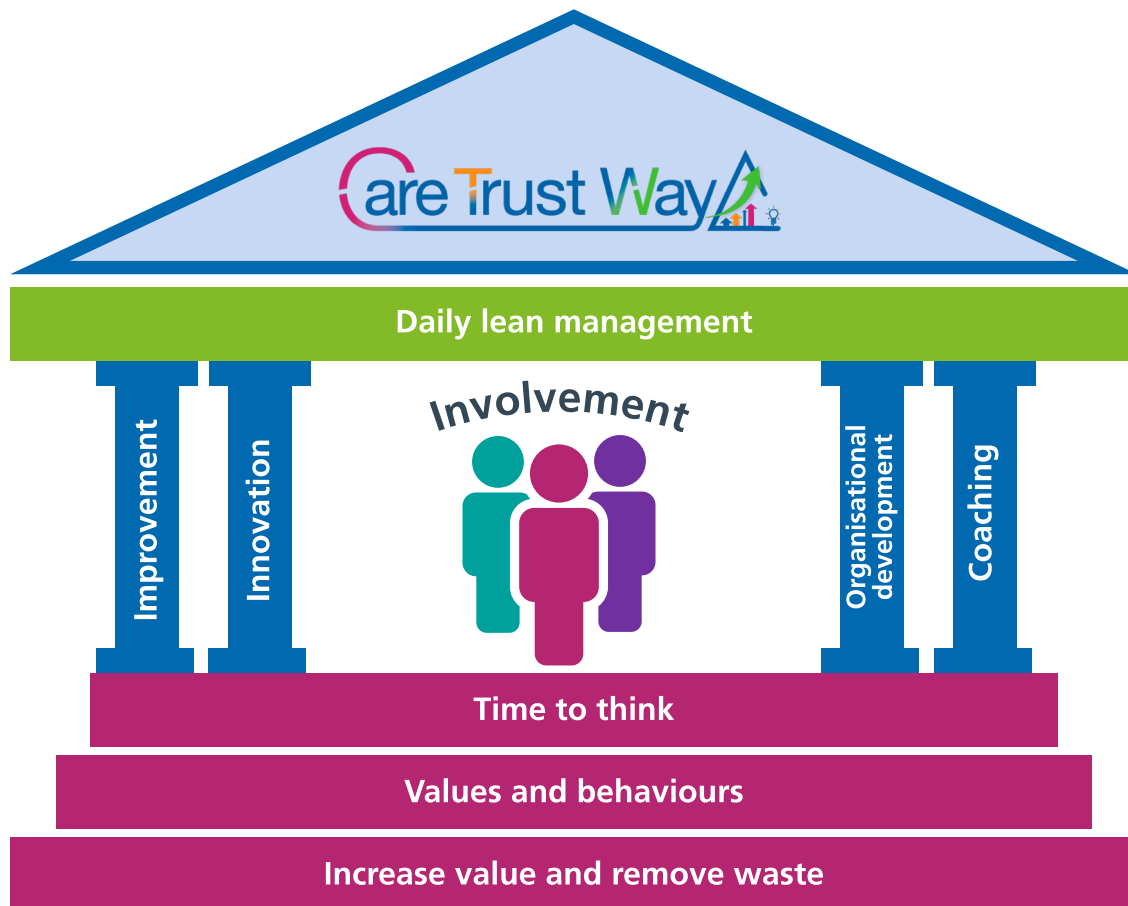 Care Trust Way
Daily lean management
Involvement
Improvement
Innovation
Organisational
development
Coaching
Time to think
Values and behaviours
Increase value and remove waste